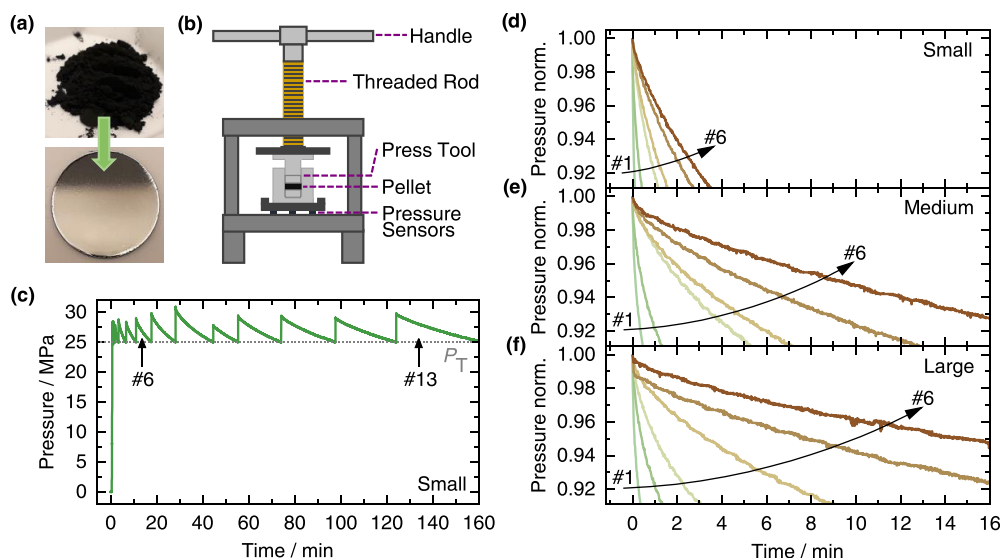 (a)
(b)
Handle
Threaded Rod
Press Tool
Pellet
Pressure
Sensors
(c)
30
25
20
15
10
5
0
Pressure / MPa
#6
#13
P_T
Small
0 20 40 60 80 100 120 140 160
Time / min
(d)
1.00
0.98
0.96
0.94
0.92
Pressure norm.
Small
#1
#6
(e)
1.00
0.98
0.96
0.94
0.92
Pressure norm.
Medium
#1
#6
(f)
1.00
0.98
0.96
0.94
0.92
Pressure norm.
Large
#1
#6
0 2 4 6 8 10 12 14 16
Time / min